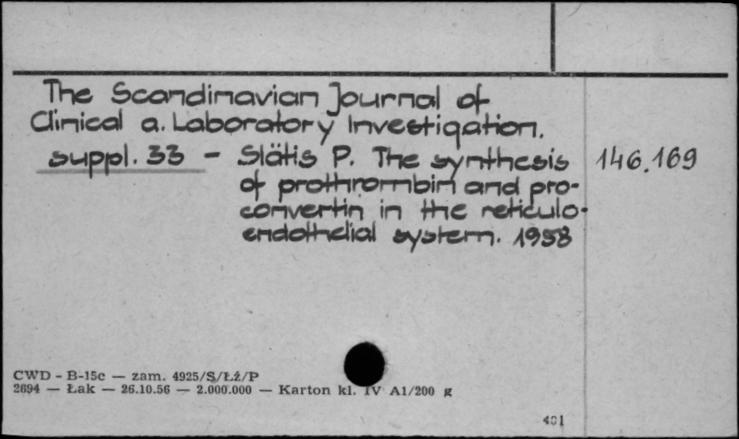 The Scandinavian Journal of
Clinical a. Laboratory Investigation.
suppl. 33 - Slätis P. The synthesis 146.169
of prothrombin and pro-
convertin in the reticulo-
endothelial system. 1958
CWD - B-15c — zam. 4925/S/Łż/P
2694 — Łak — 26.10.56 — 2.000.000 — Karton kl. IV A1/200 g
401